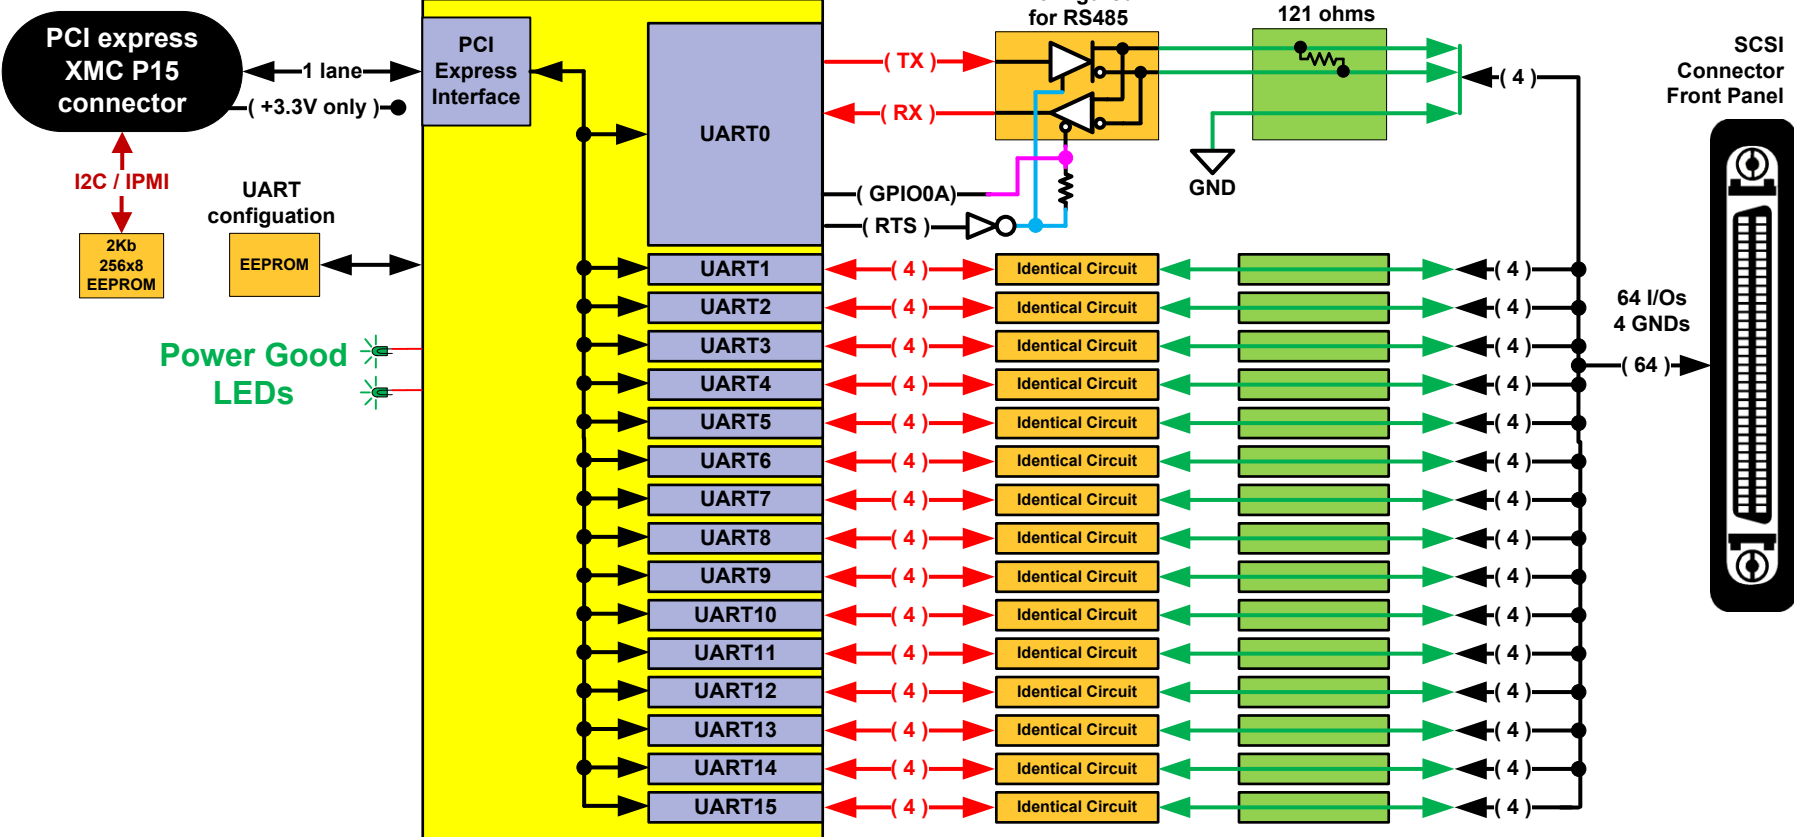 for RS485
121 ohms
PCI express
XMC P15
connector
1 lane
( +3.3V only )
PCI
Express
Interface
UART0
( TX )
( RX )
( GPIO0A)
( RTS )
GND
( 4 )
SCSI
Connector
Front Panel
I2C / IPMI
2Kb
256x8
EEPROM
UART
configuation
EEPROM
Power Good
LEDs
UART1
( 4 )
Identical Circuit
( 4 )
UART2
( 4 )
Identical Circuit
( 4 )
UART3
( 4 )
Identical Circuit
( 4 )
UART4
( 4 )
Identical Circuit
( 4 )
UART5
( 4 )
Identical Circuit
( 4 )
UART6
( 4 )
Identical Circuit
( 4 )
UART7
( 4 )
Identical Circuit
( 4 )
UART8
( 4 )
Identical Circuit
( 4 )
UART9
( 4 )
Identical Circuit
( 4 )
UART10
( 4 )
Identical Circuit
( 4 )
UART11
( 4 )
Identical Circuit
( 4 )
UART12
( 4 )
Identical Circuit
( 4 )
UART13
( 4 )
Identical Circuit
( 4 )
UART14
( 4 )
Identical Circuit
( 4 )
UART15
( 4 )
Identical Circuit
( 4 )
64 I/Os
4 GNDs
( 64 )